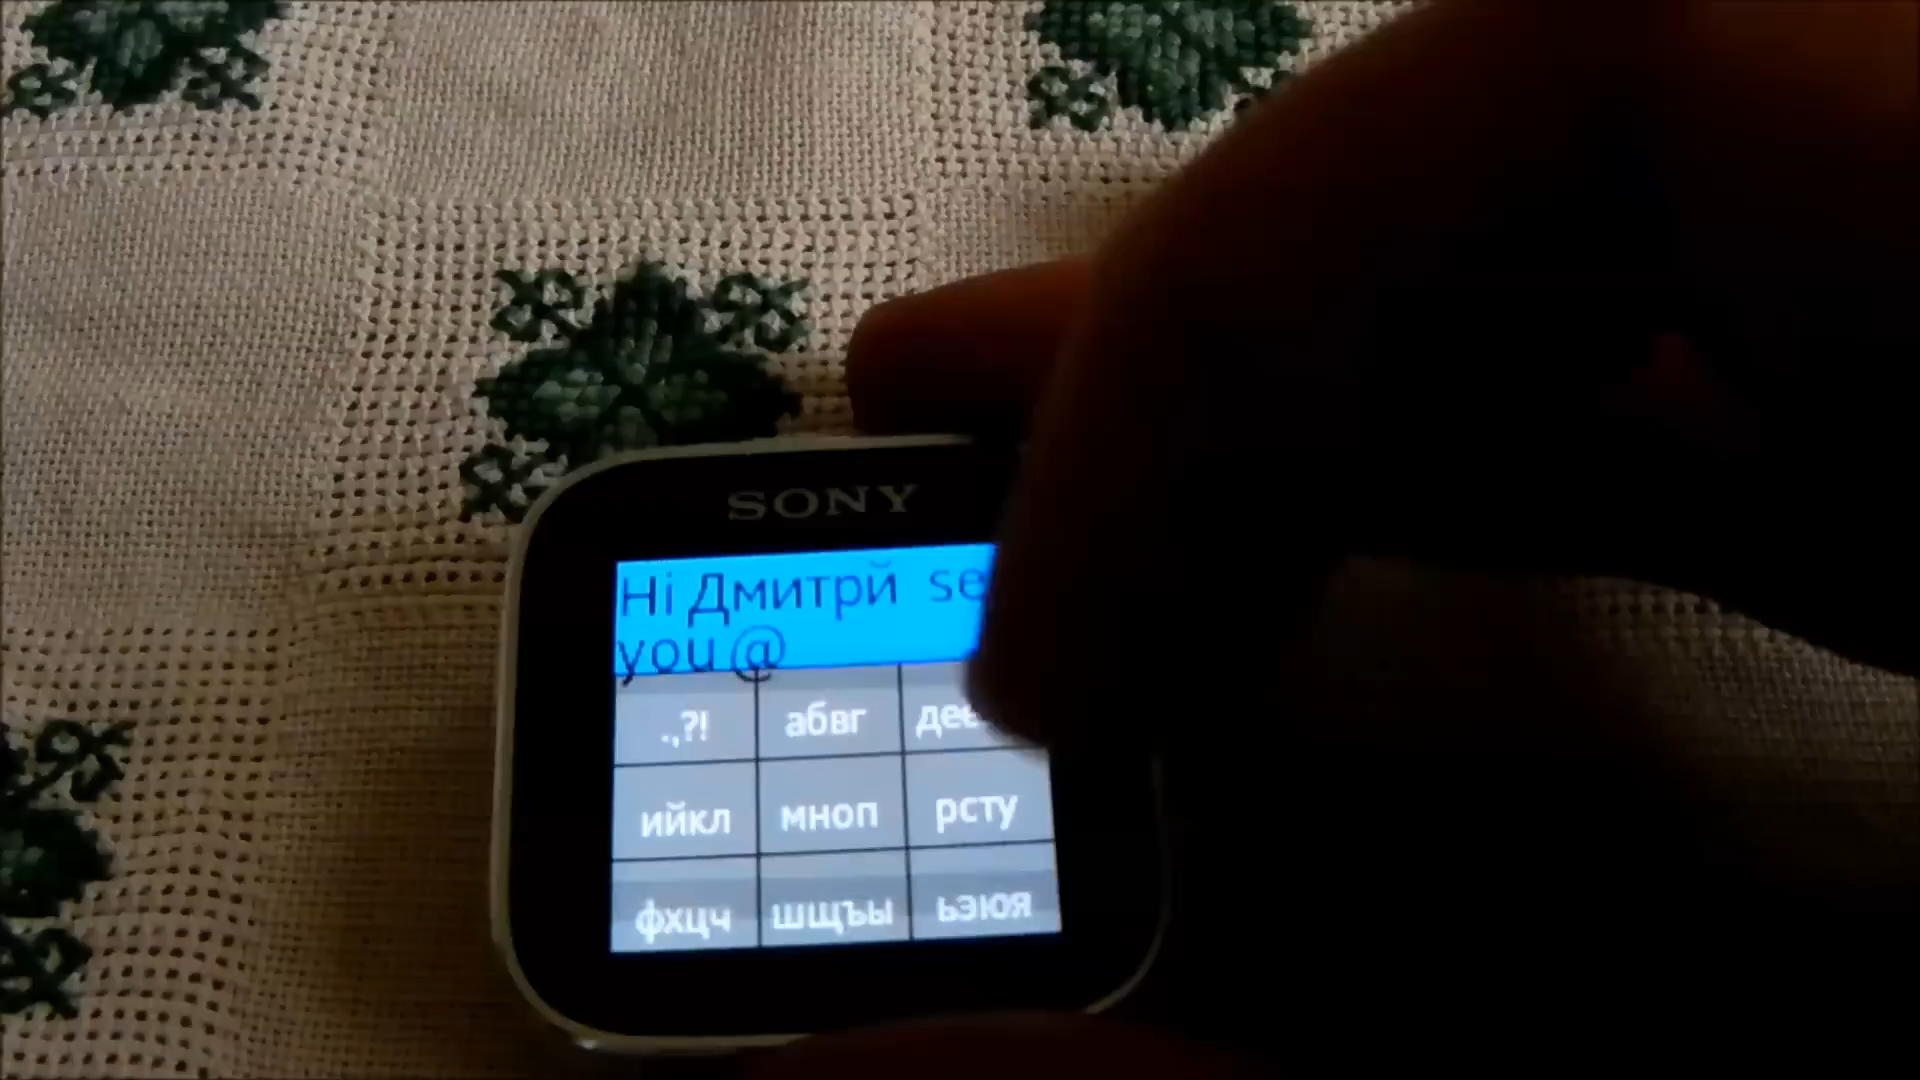 SONY
Hi Дмитрй
you @
.,?!
абвг
ийкл
мноп
рсту
фхцч
шщъы
ьэюя